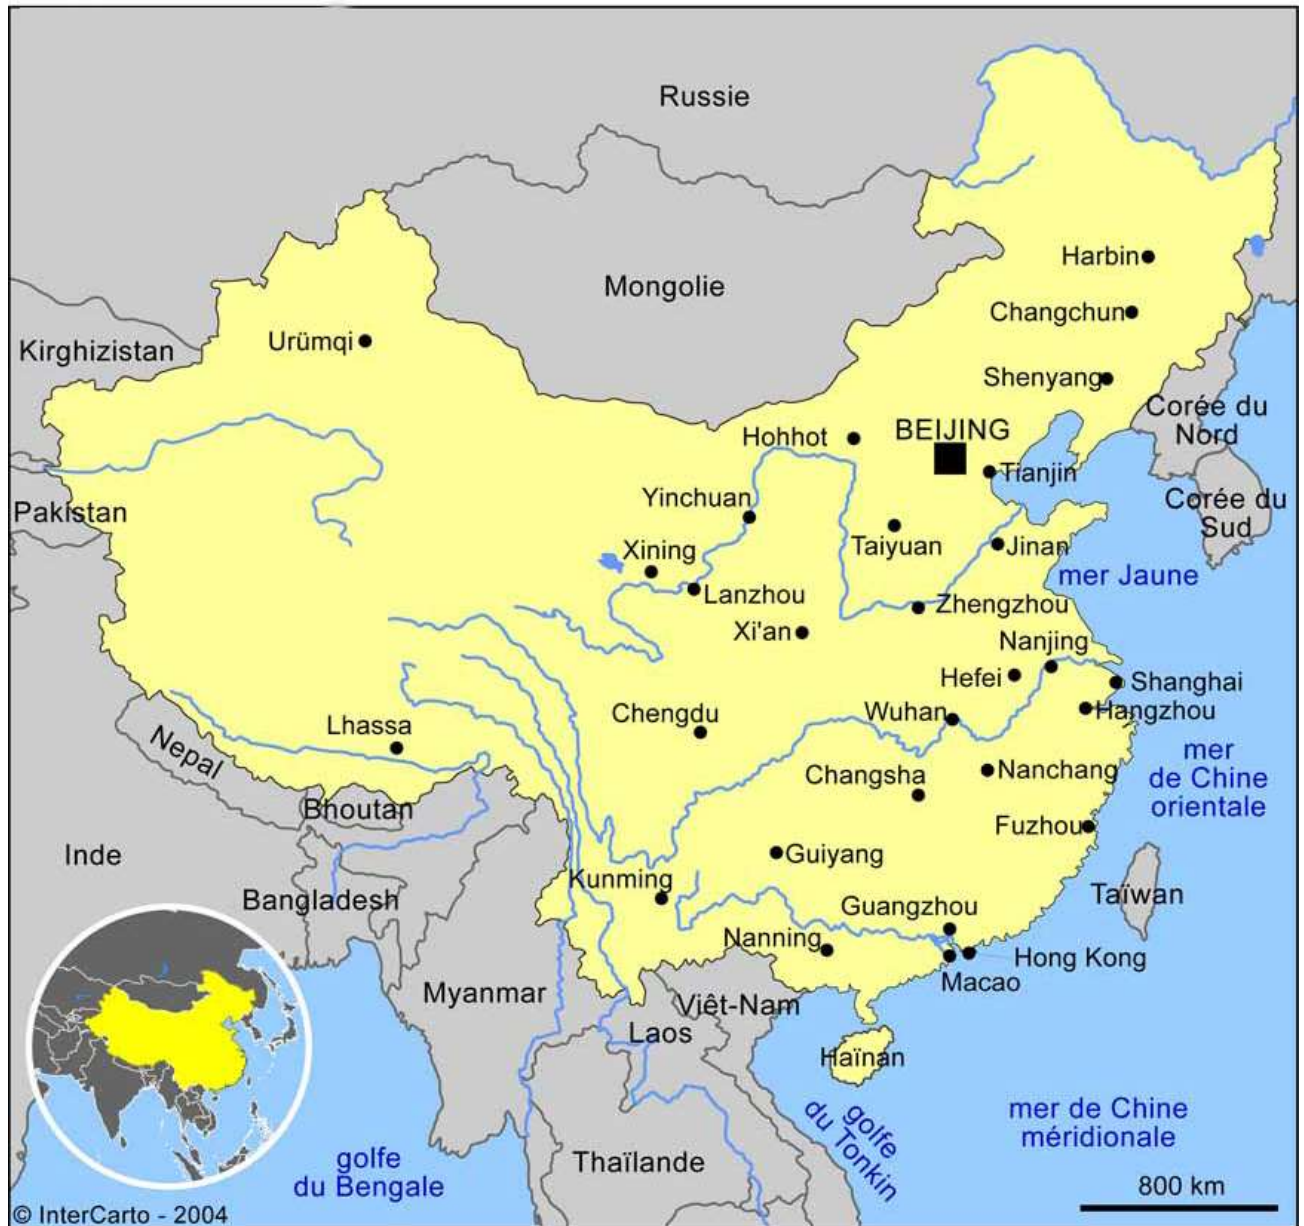 Russie
Mongolie
Harbin
Changchun
Urümqi
Kirghizistan
Shenyang
Corée du
Nord
Hohhot
BEIJING
Tianjin
Pakistan
Yinchuan
Corée du
Sud
Taiyuan
Jinan
Xining
mer Jaune
Lanzhou
Zhengzhou
Xi'an
Nanjing
Hefei
Shanghai
Hangzhou
Wuhan
Chengdu
Lhassa
Nepal
mer
de Chine
orientale
Changsha
Nanchang
Bhoutan
Fuzhou
Inde
Guiyang
Kunming
Bangladesh
Taïwan
Guangzhou
Nanning
Hong Kong
Macao
Myanmar
Viêt-Nam
Laos
Haïnan
golfe
du Tonkin
mer de Chine
méridionale
golfe
du Bengale
Thaïlande
800 km
© InterCarto - 2004